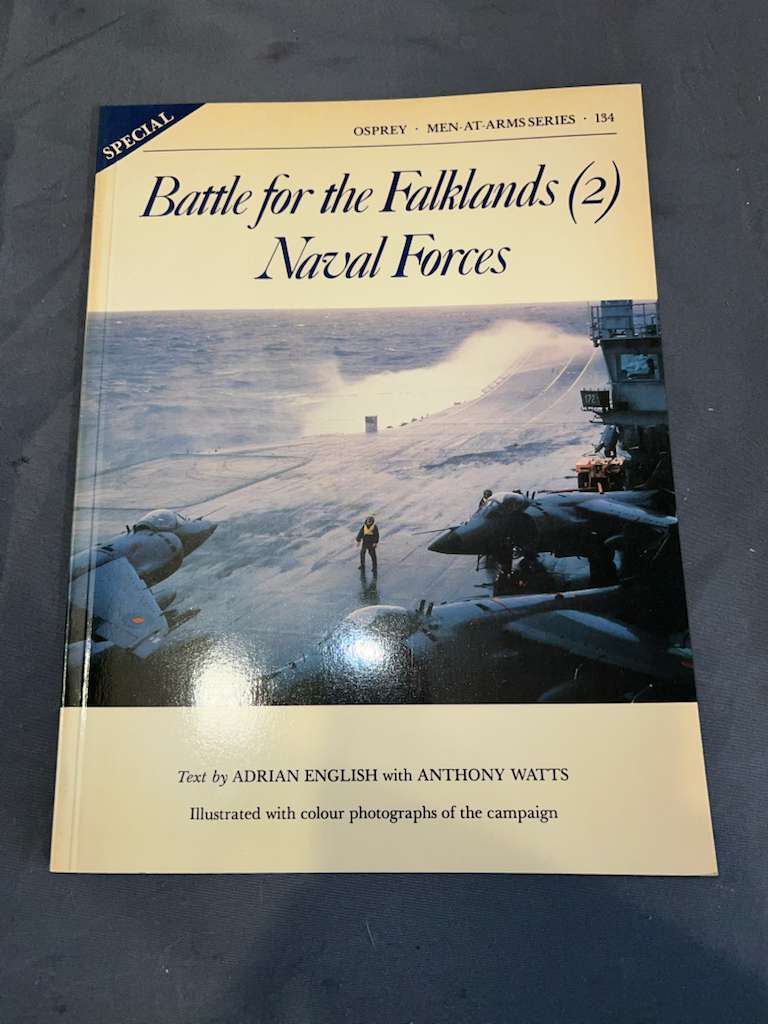 SPECIAL
OSPREY · MEN-AT-ARMS SERIES · 134
Battle for the Falklands (2)
Naval Forces
172
Text by ADRIAN ENGLISH with ANTHONY WATTS
Illustrated with colour photographs of the campaign